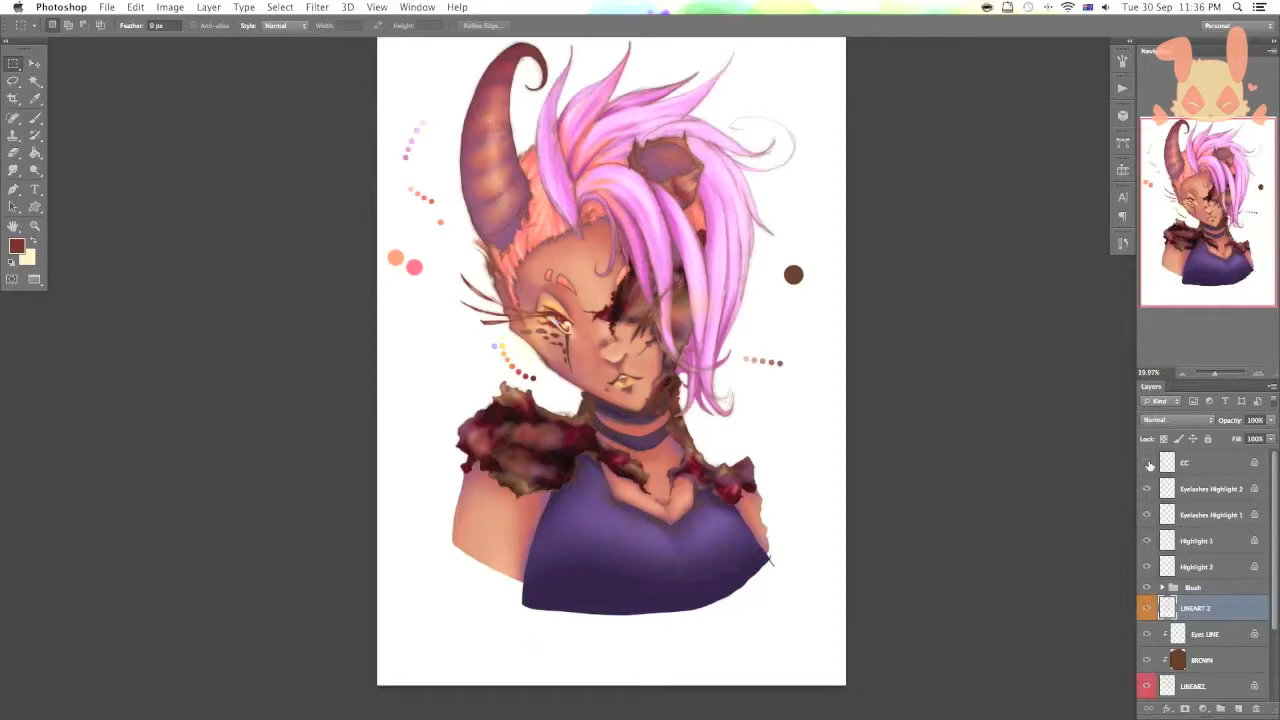 Photoshop File Edit Image Layer Type Select Filter 3D View Window Help
Tue 30 Sep 11:36 PM
Feather: 0 px Anti-alias Style: Normal Width: Height: Refine Edge... Personal
19.97%
Layers
Kind
Normal Opacity: 100%
Lock: Fill: 100%
CC
Eyelashes Highlight 2
Eyelashes Highlight 1
Highlight 1
Highlight 2
Blush
LINEART 2
Eyes LINE
BROWN
LINEART.